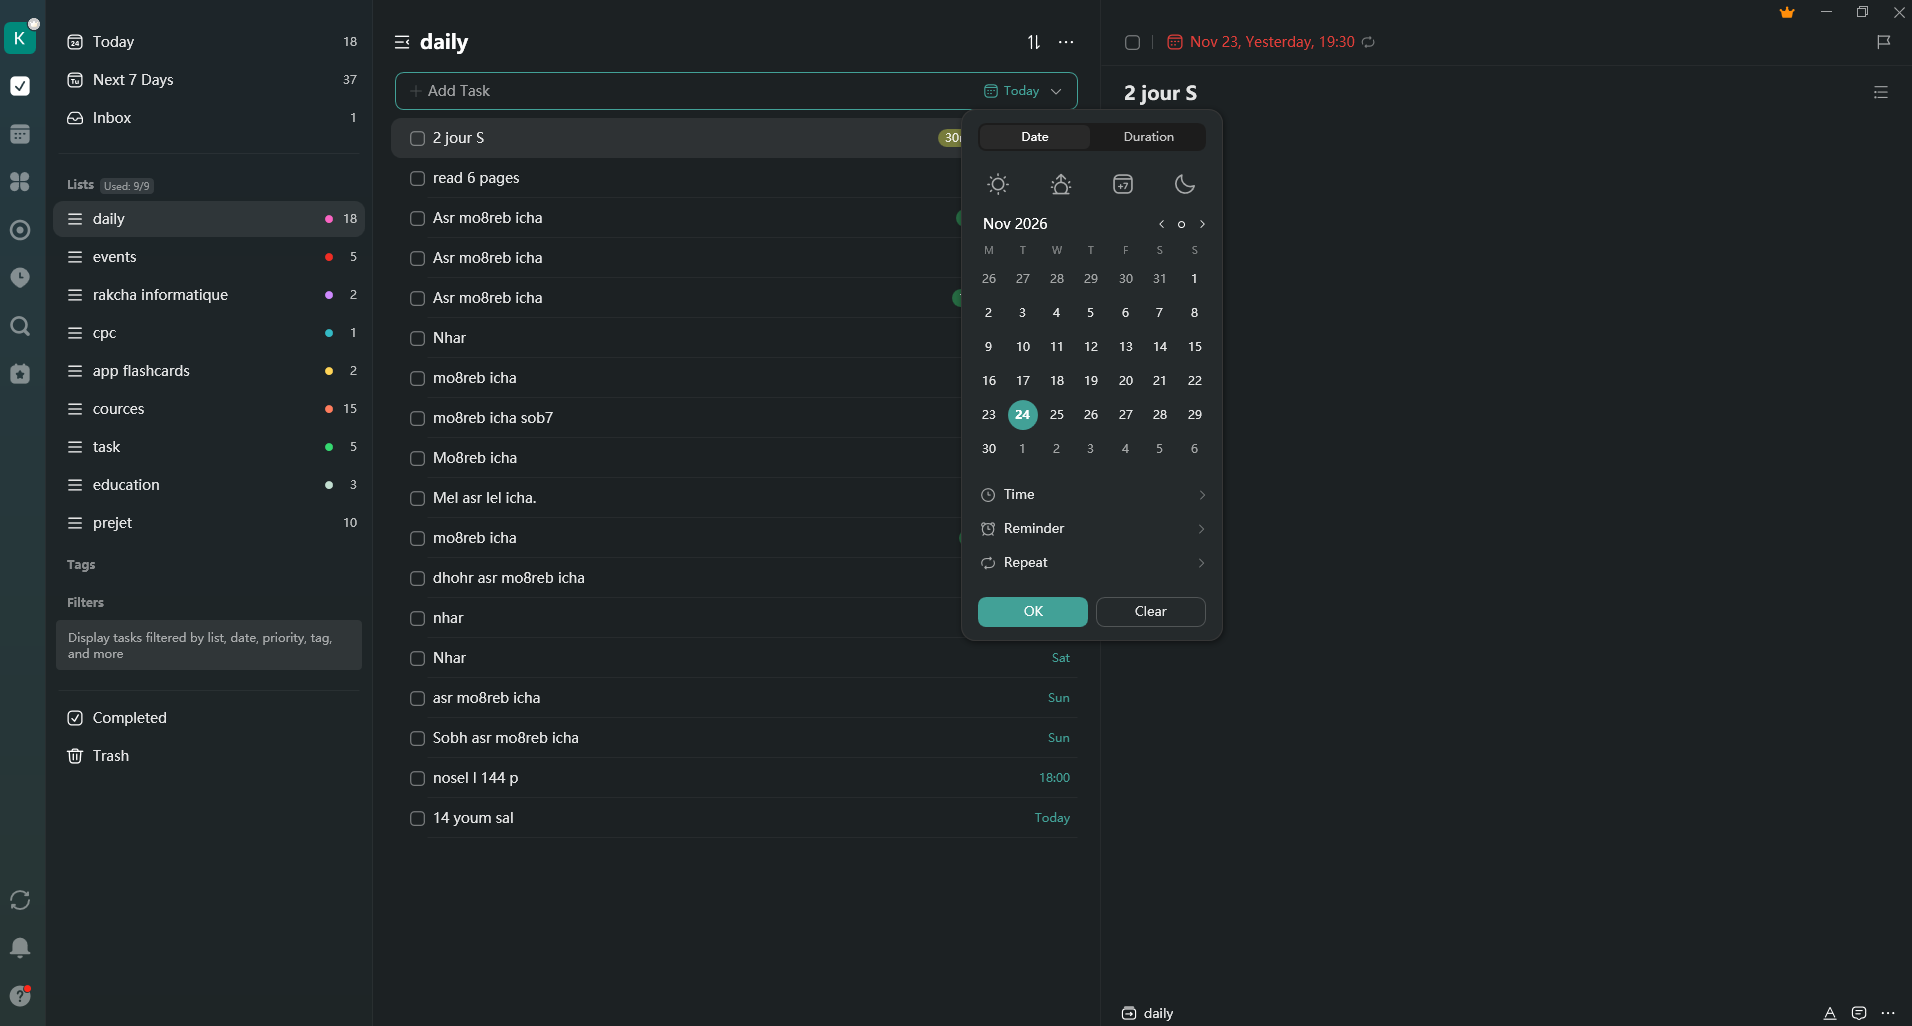 K
Today 18
Next 7 Days 37
Inbox 1
Lists Used: 9/9
daily 18
events 5
rakcha informatique 2
cpc 1
app flashcards 2
cources 15
task 5
education 3
prejet 10
Tags
Filters
Display tasks filtered by list, date, priority, tag,
and more
Completed
Trash
daily
Add Task Today
2 jour S
read 6 pages
Asr mo8reb icha
Asr mo8reb icha
Asr mo8reb icha
Nhar
mo8reb icha
mo8reb icha sob7
Mo8reb icha
Mel asr lel icha.
mo8reb icha
dhohr asr mo8reb icha
nhar
Nhar Sat
asr mo8reb icha Sun
Sobh asr mo8reb icha Sun
nosel l 144 p 18:00
14 youm sal Today
Date Duration
+7
Nov 2026
M T W T F S S
26 27 28 29 30 31 1
2 3 4 5 6 7 8
9 10 11 12 13 14 15
16 17 18 19 20 21 22
23 24 25 26 27 28 29
30 1 2 3 4 5 6
Time
Reminder
Repeat
OK Clear
Nov 23, Yesterday, 19:30
2 jour S
daily